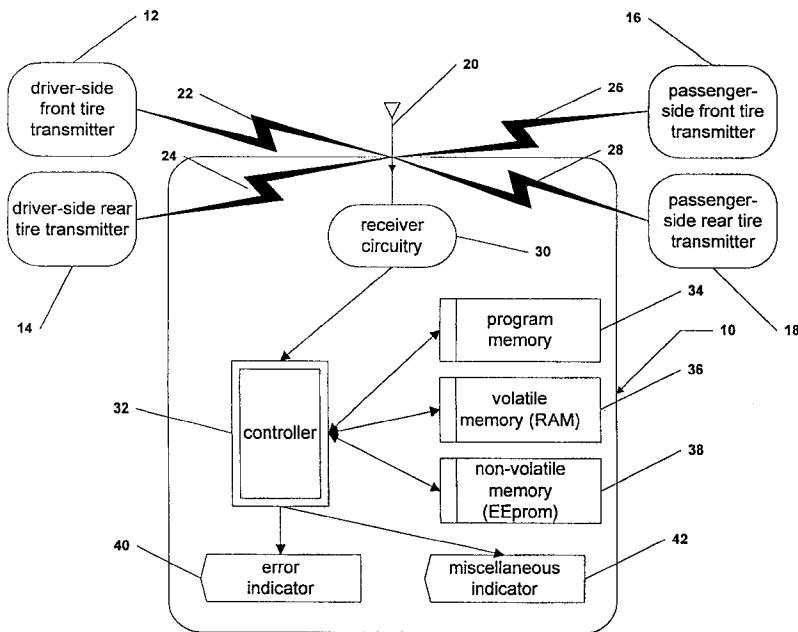 12
16
20
driver-side
front tire
transmitter
22
26
passenger-
side front tire
transmitter
24
28
driver-side rear
tire transmitter
receiver
circuitry
passenger-
side rear tire
transmitter
30
14
34
18
program
memory
10
36
32
controller
volatile
memory (RAM)
38
non-volatile
memory
(EEprom)
40
42
error
indicator
miscellaneous
indicator